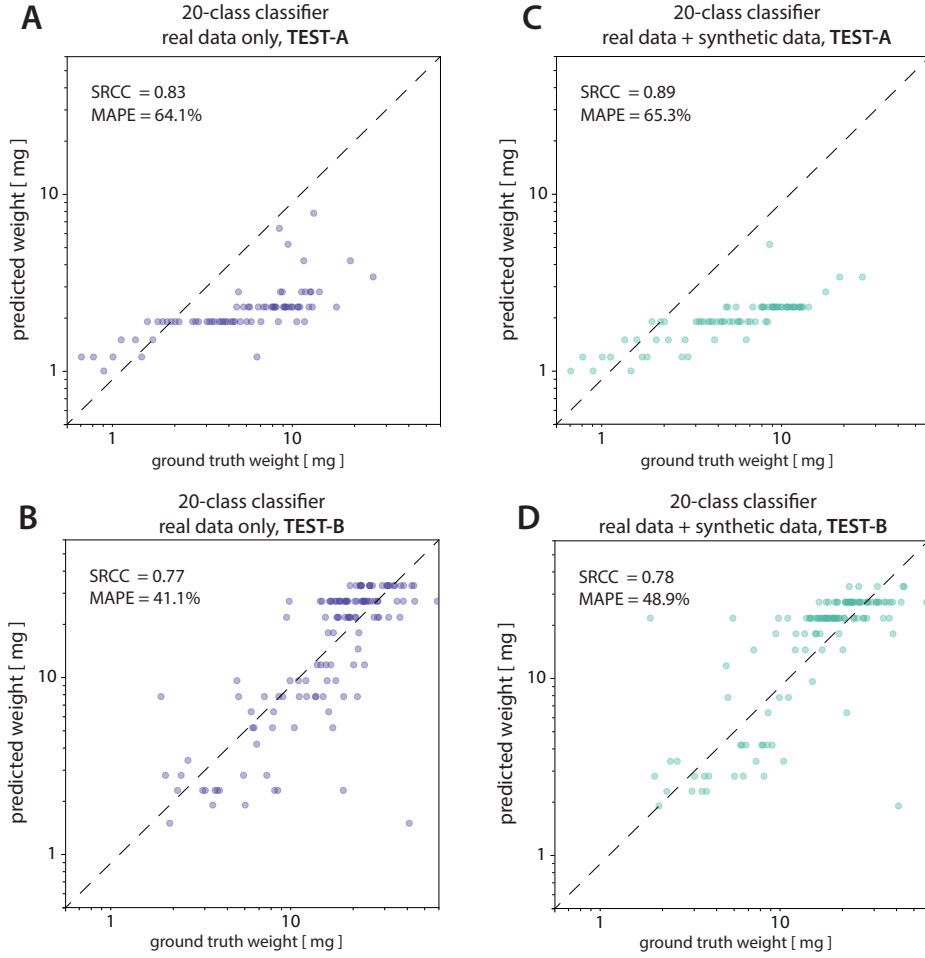 A
20-class classifier
real data only, TEST-A
SRCC = 0.83
MAPE = 64.1%
predicted weight [ mg ]
10
1
1
10
ground truth weight [ mg ]
C
20-class classifier
real data + synthetic data, TEST-A
SRCC = 0.89
MAPE = 65.3%
predicted weight [ mg ]
10
1
1
10
ground truth weight [ mg ]
B
20-class classifier
real data only, TEST-B
SRCC = 0.77
MAPE = 41.1%
predicted weight [ mg ]
10
1
1
10
ground truth weight [ mg ]
D
20-class classifier
real data + synthetic data, TEST-B
SRCC = 0.78
MAPE = 48.9%
predicted weight [ mg ]
10
1
1
10
ground truth weight [ mg ]